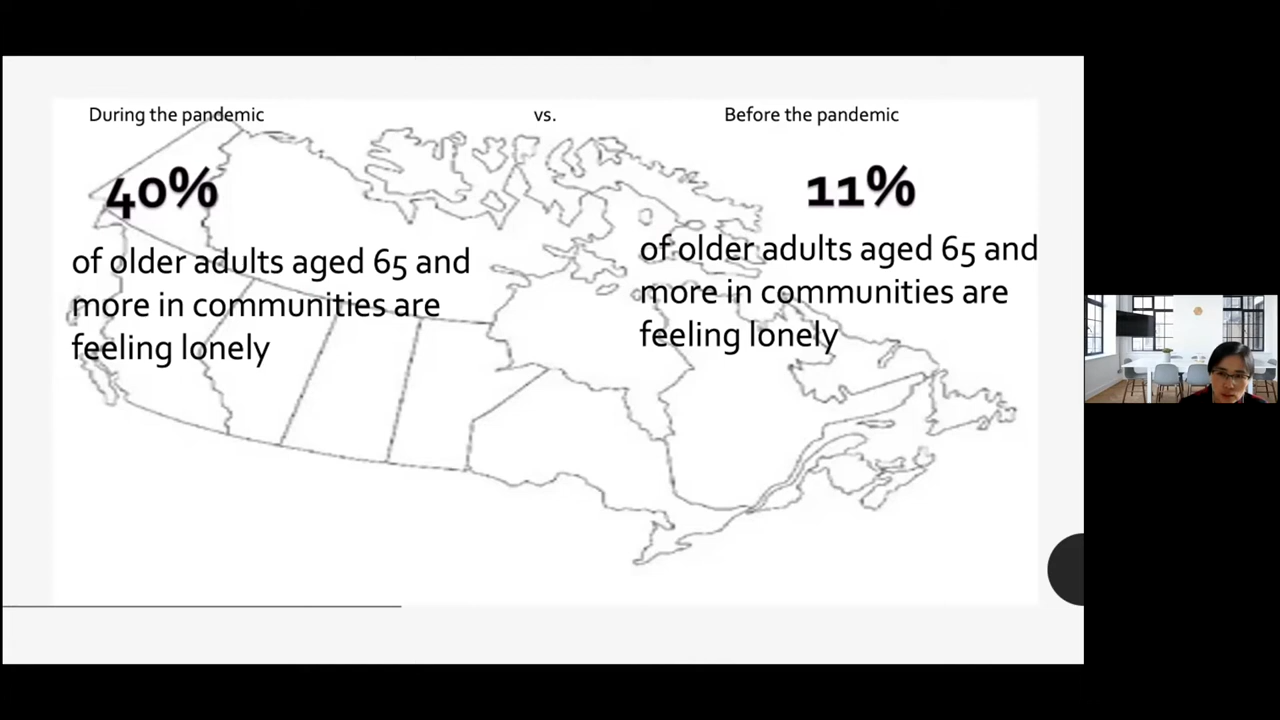 During the pandemic
vs.
Before the pandemic
40%
of older adults aged 65 and
more in communities are
feeling lonely
11%
of older adults aged 65 and
more in communities are
feeling lonely